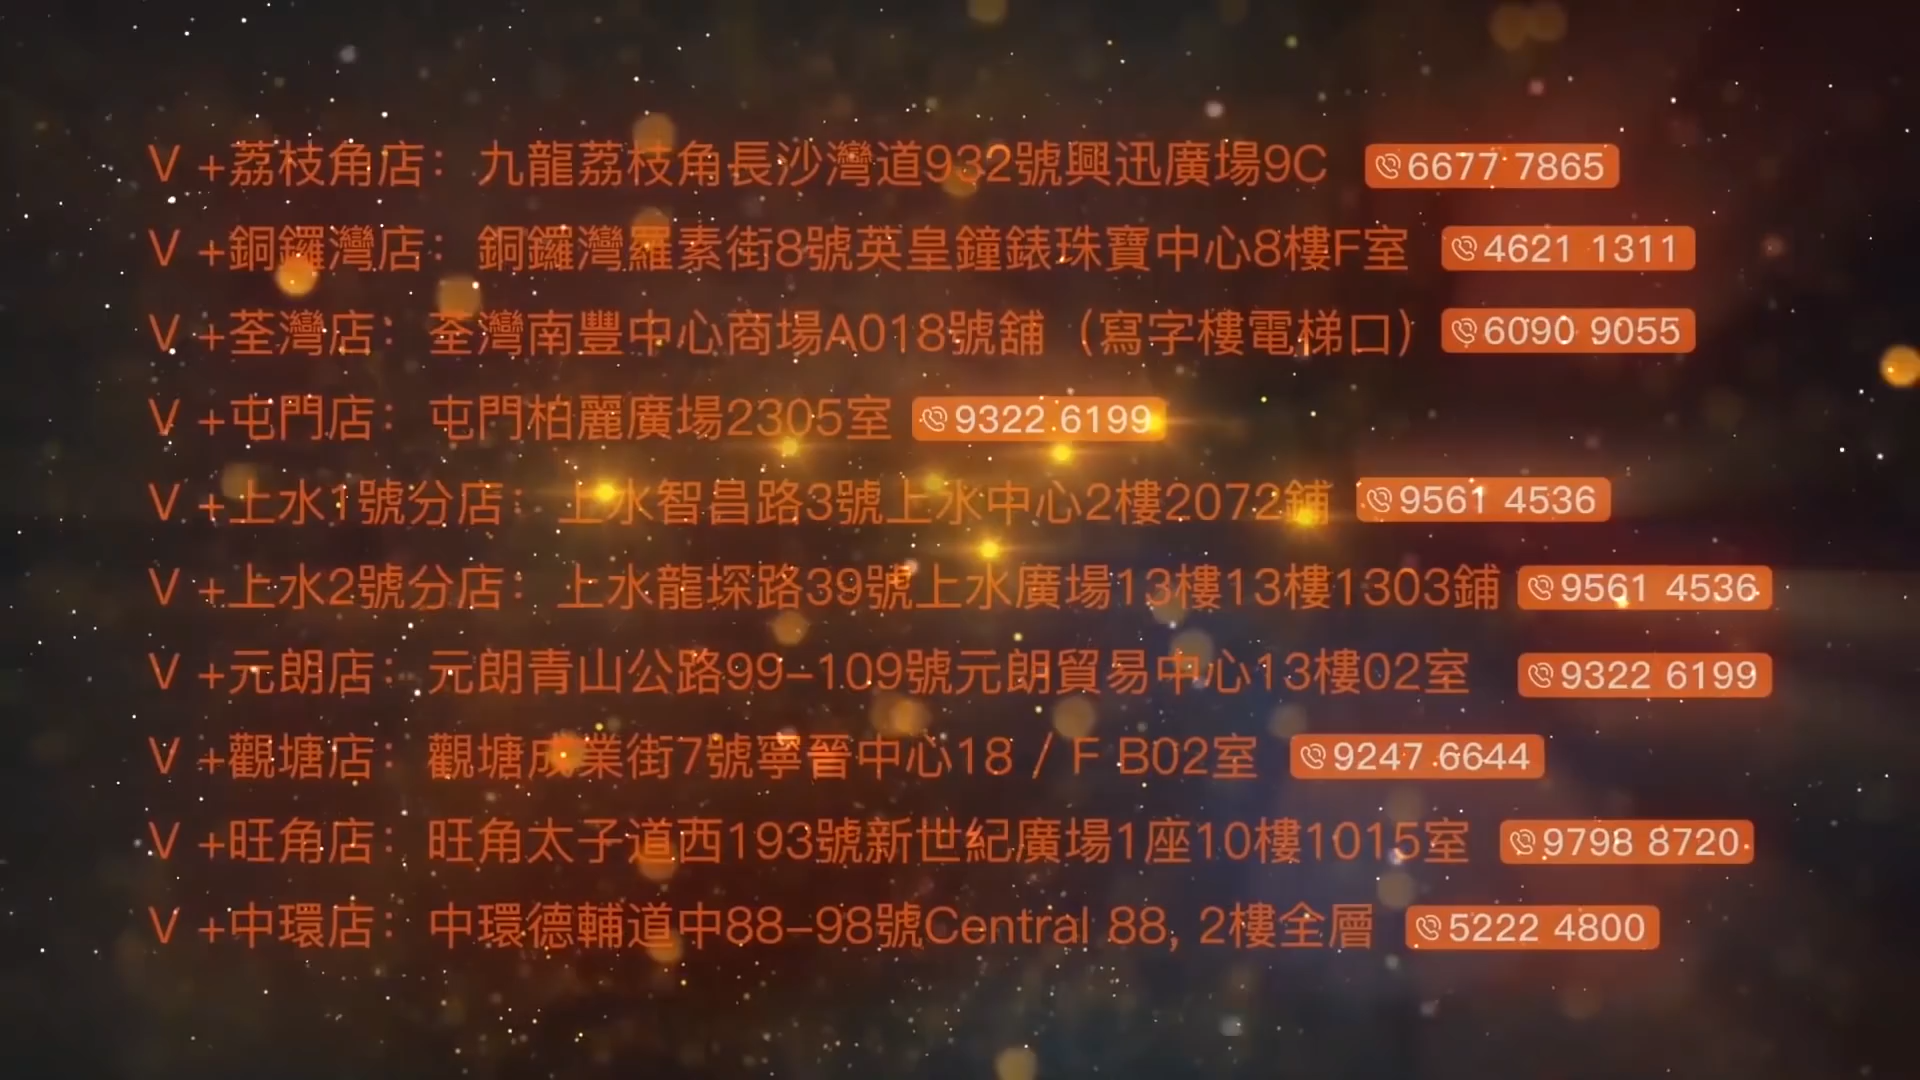 V +荔枝角店：九龍荔枝角長沙灣道932號興迅廣場9C 6677 7865
V +銅鑼灣店：銅鑼灣羅素街8號英皇鐘錶珠寶中心8樓F室 4621 1311
V +荃灣店：荃灣南豐中心商場A018號舖（寫字樓電梯口） 6090 9055
V +屯門店：屯門柏麗廣場2305室 9322 6199
V +上水1號分店：上水智昌路3號上水中心2樓2072鋪 9561 4536
V +上水2號分店：上水龍堔路39號上水廣場13樓13樓1303鋪 9561 4536
V +元朗店：元朗青山公路99-109號元朗貿易中心13樓02室 9322 6199
V +觀塘店：觀塘成業街7號寧晉中心18 / F B02室 9247 6644
V +旺角店：旺角太子道西193號新世紀廣場1座10樓1015室 9798 8720
V +中環店：中環德輔道中88-98號Central 88, 2樓全層 5222 4800